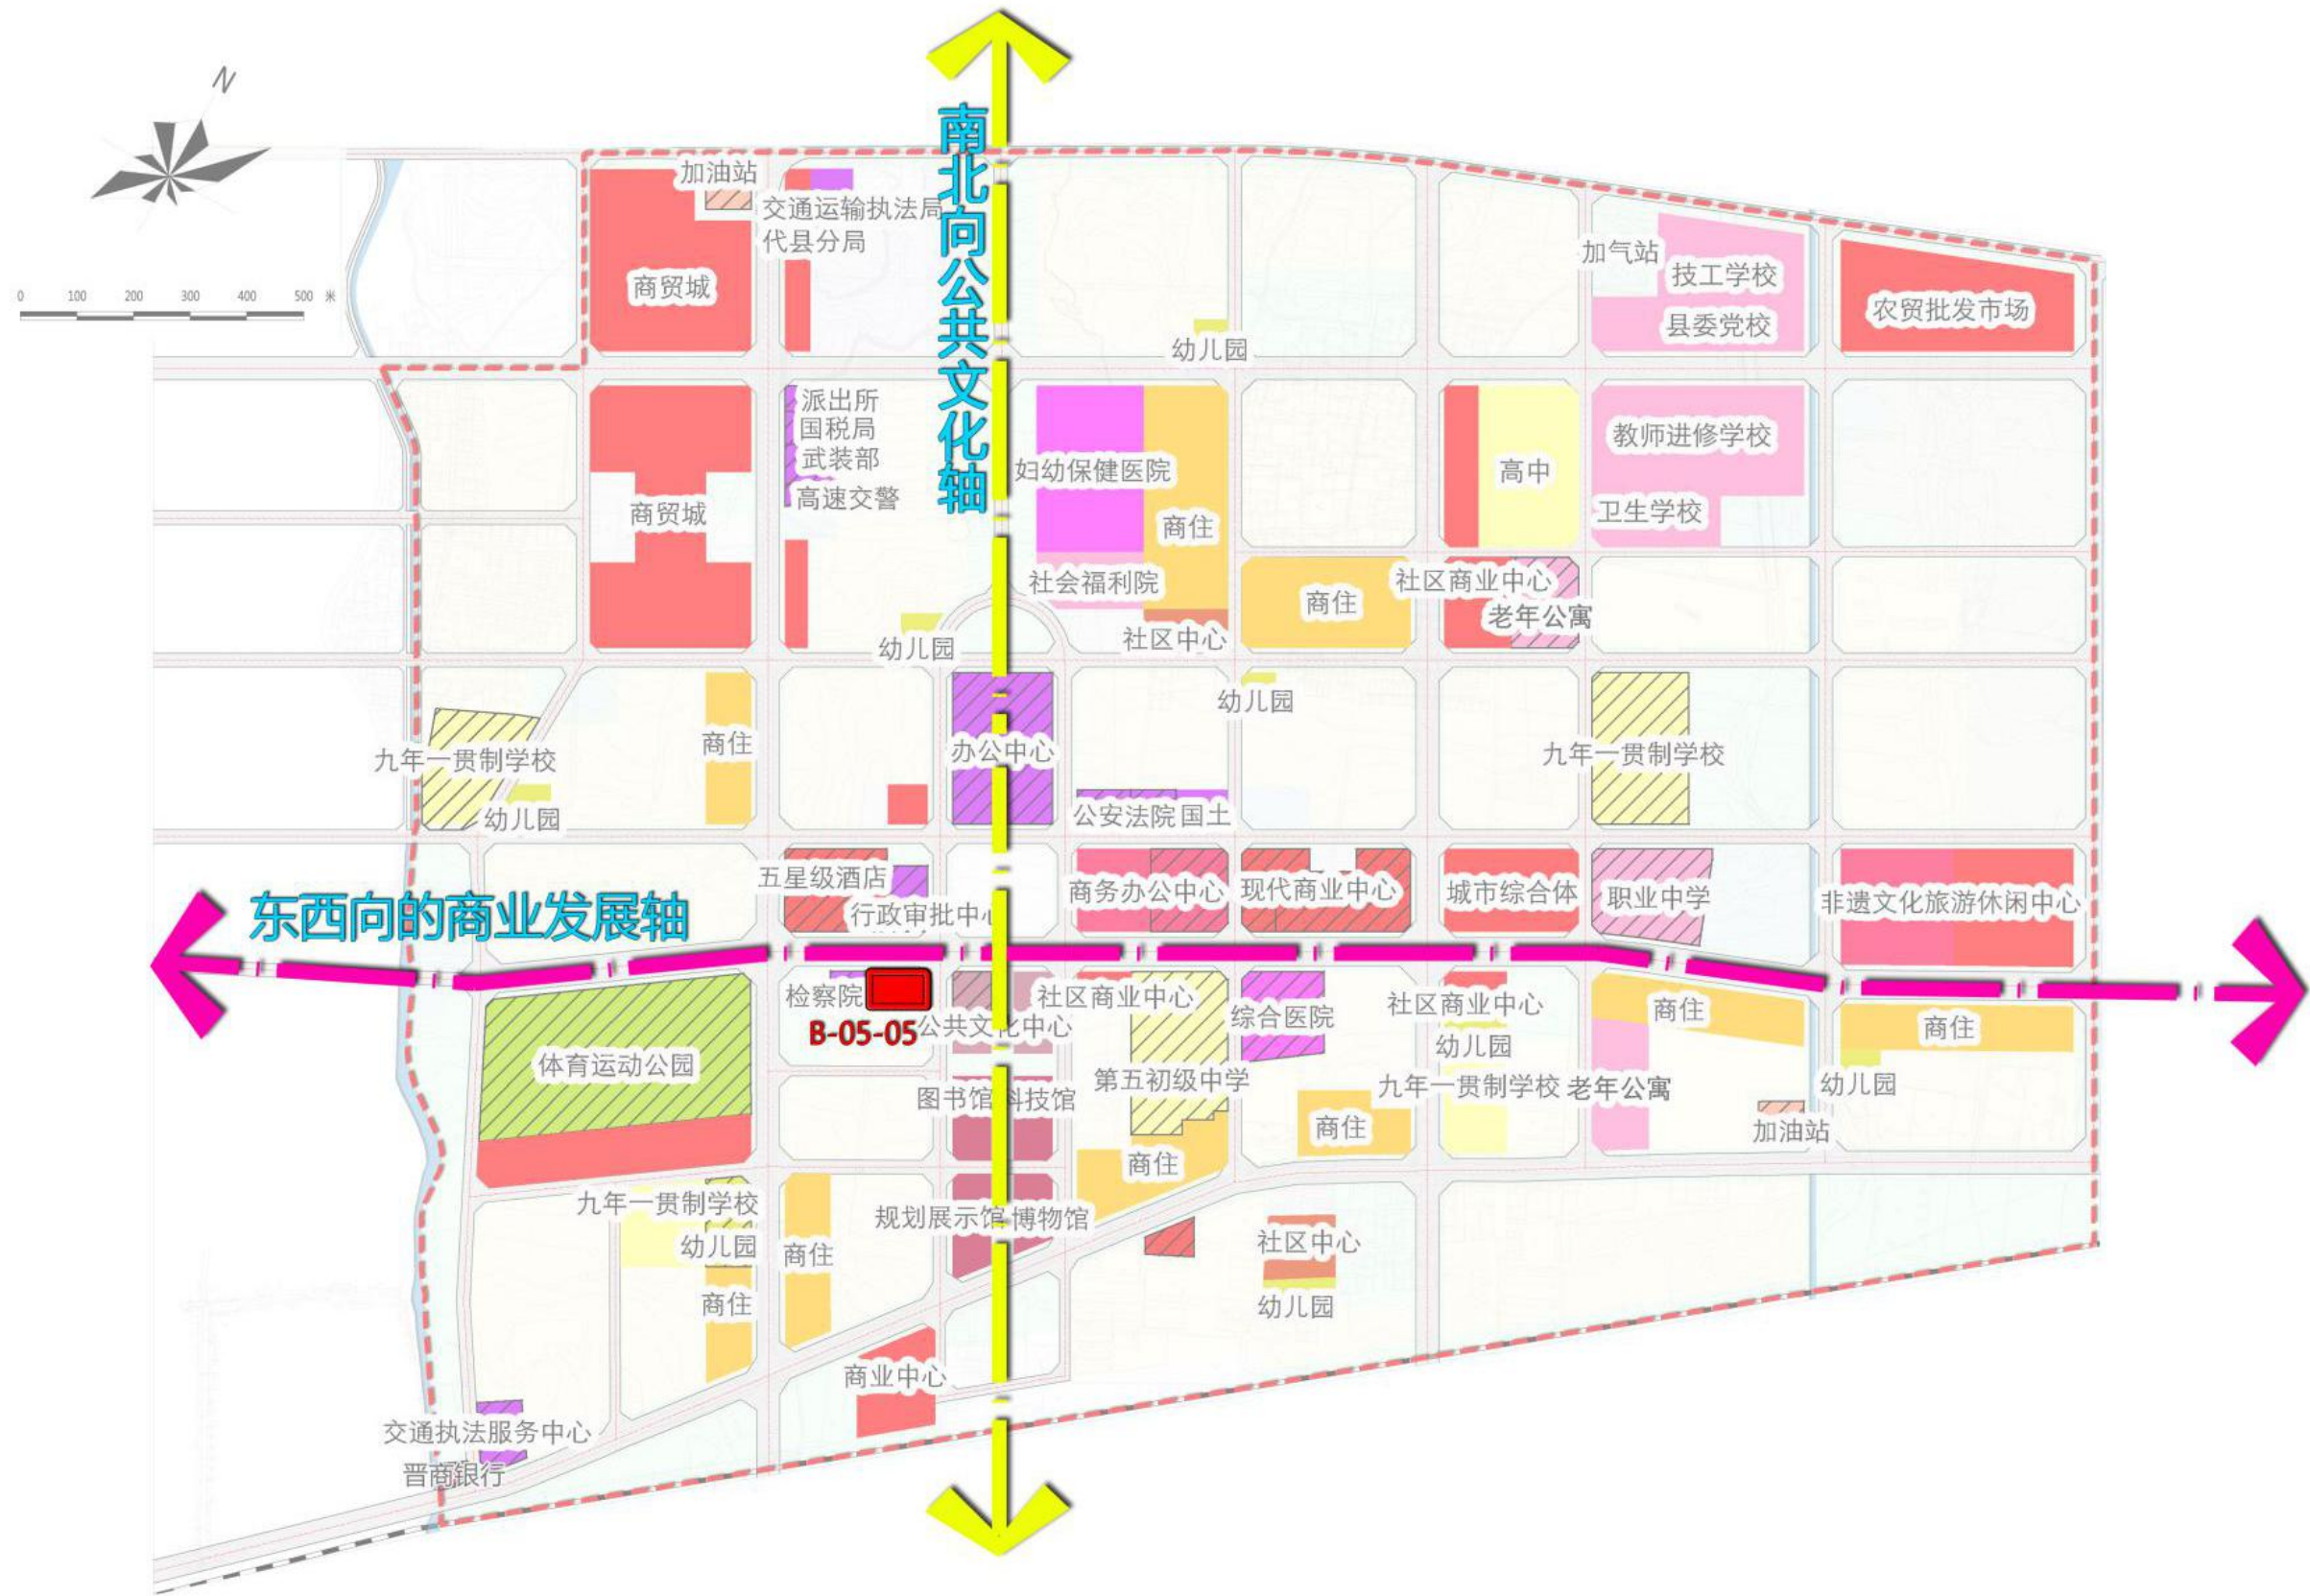 N
0 100 200 300 400 500 米
南北向公共文化轴
加油站
交通运输执法局
代县分局
商贸城
幼儿园
加气站
技工学校
县委党校
农贸批发市场
派出所
国税局
武装部
高速交警
商贸城
妇幼保健医院
商住
社会福利院
社区中心
幼儿园
高中
教师进修学校
卫生学校
商住
社区商业中心
老年公寓
九年一贯制学校
幼儿园
商住
办公中心
幼儿园
公安法院 国土
九年一贯制学校
五星级酒店
行政审批中心
商务办公中心
现代商业中心
城市综合体
职业中学
非遗文化旅游休闲中心
东西向的商业发展轴
检察院
B-05-05
公共文化中心
社区商业中心
综合医院
社区商业中心
幼儿园
商住
商住
体育运动公园
图书馆
科技馆
第五初级中学
九年一贯制学校
老年公寓
幼儿园
商住
加油站
商住
九年一贯制学校
幼儿园
商住
商住
规划展示馆 博物馆
社区中心
幼儿园
商业中心
交通执法服务中心
晋商银行